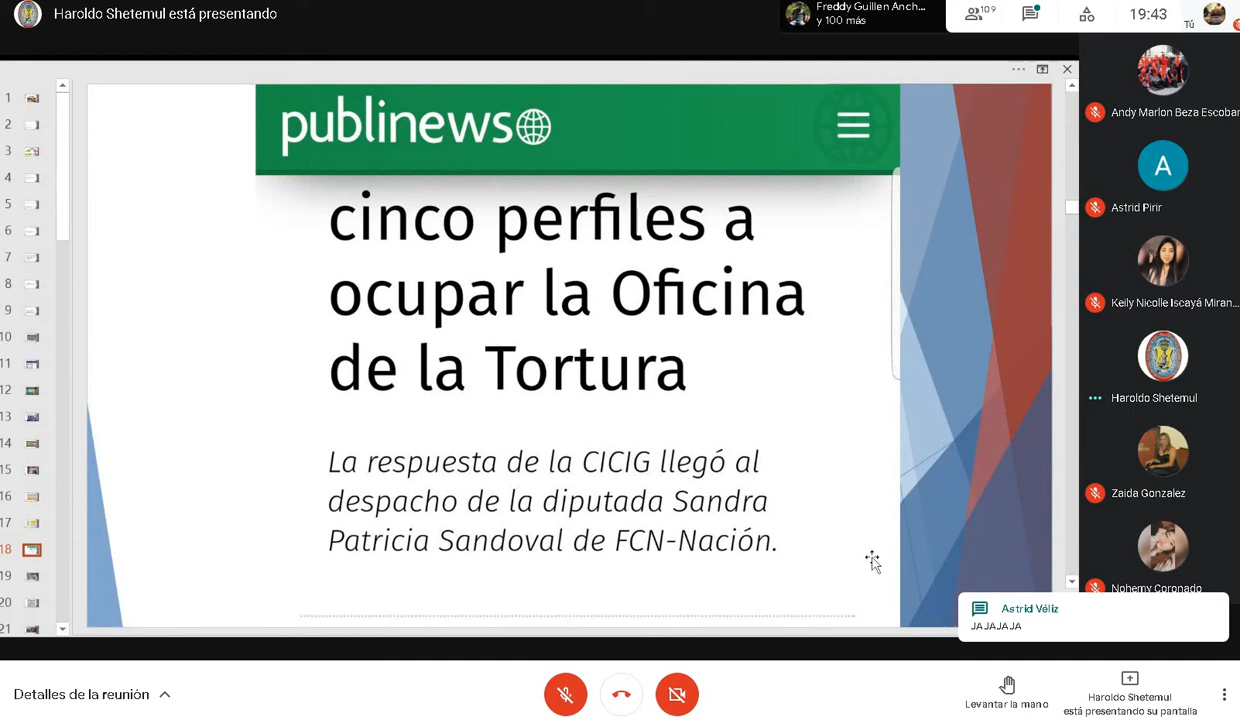 Haroldo Shetemul está presentando
Freddy Guillen Anch...
y 100 más
109
19:43
Tú
publinews
cinco perfiles a
ocupar la Oficina
de la Tortura
La respuesta de la CICIG llegó al
despacho de la diputada Sandra
Patricia Sandoval de FCN-Nación.
1
2
3
4
5
6
7
8
9
10
11
12
13
14
15
16
17
18
19
20
21
Andy Marlon Beza Escobar
A
Astrid Pirir
Keily Nicolle Iscayá Miran...
Haroldo Shetemul
Zaida Gonzalez
Nohemy Coronado
Astrid Véliz
JAJAJAJA
Detalles de la reunión
Levantar la mano
Haroldo Shetemul
está presentando su pantalla